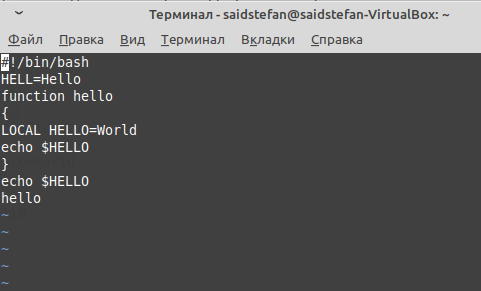 Терминал - saidstefan@saidstefan-VirtualBox: ~
Файл Правка Вид Терминал Вкладки Справка
#!/bin/bash
HELL=Hello
function hello
{
LOCAL HELLO=World
echo $HELLO
}
echo $HELLO
hello
~
~
~
~
~